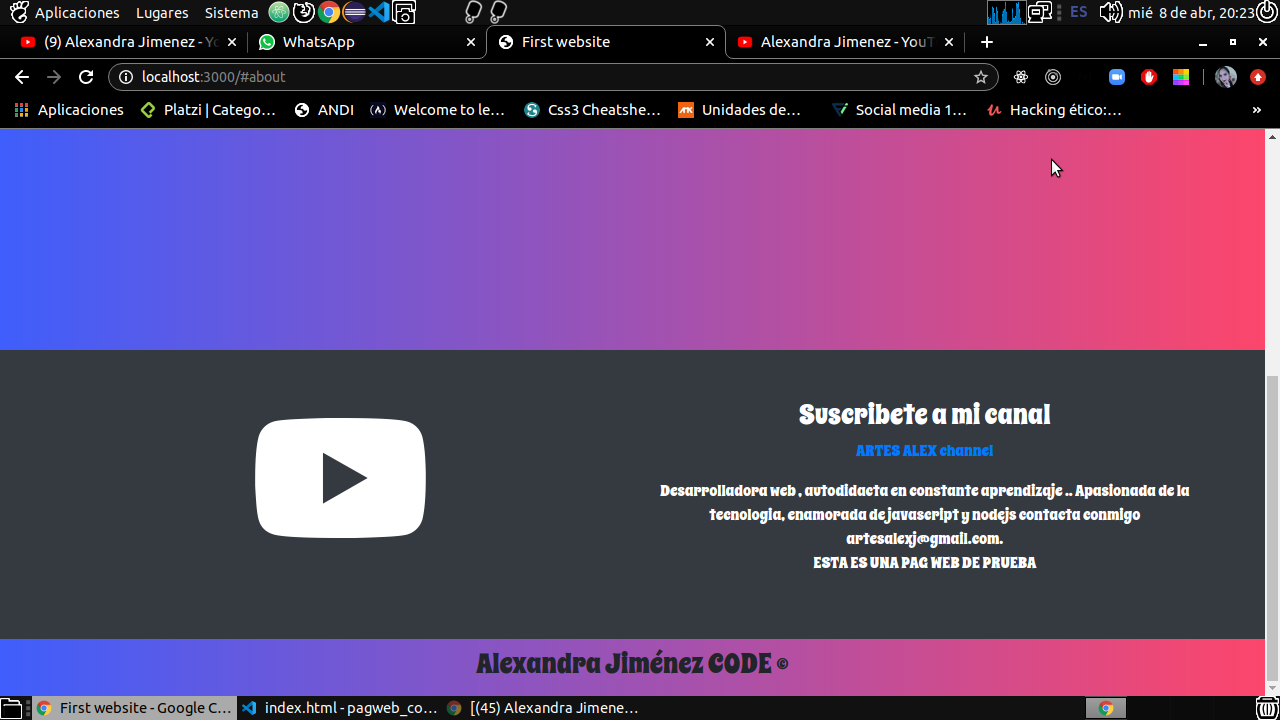 Aplicaciones Lugares Sistema ES mié 8 de abr, 20:23
(9) Alexandra Jimenez - Yo
WhatsApp
First website
Alexandra Jimenez - YouT
localhost:3000/#about
Aplicaciones
Platzi | Catego...
ANDI
Welcome to le...
Css3 Cheatshe...
Unidades de...
Social media 1...
Hacking ético:...
»
Suscribete a mi canal
ARTES ALEX channel
Desarrolladora web , autodidacta en constante aprendizaje .. Apasionada de la
tecnologia, enamorada de javascript y nodejs contacta conmigo
artesalexj@gmail.com.
ESTA ES UNA PAG WEB DE PRUEBA
Alexandra Jiménez CODE ©
First website - Google C...
index.html - pagweb_co...
[(45) Alexandra Jimene...